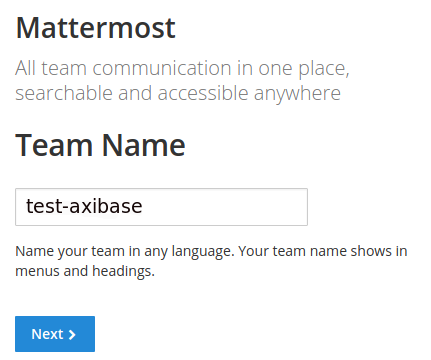 Mattermost
All team communication in one place,
searchable and accessible anywhere
Team Name
test-axibase
Name your team in any language. Your team name shows in
menus and headings.
Next